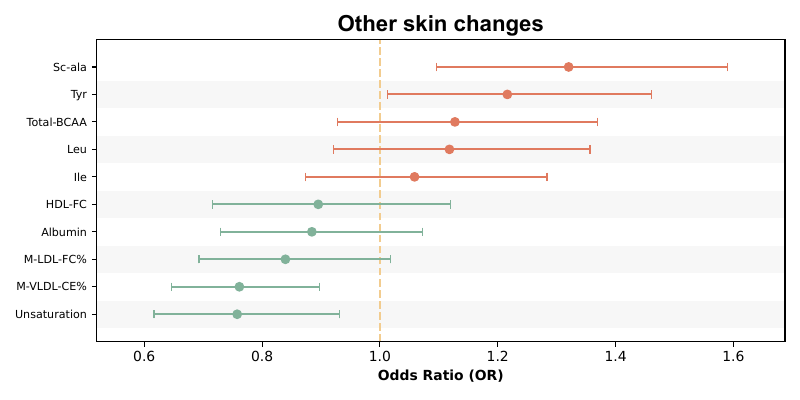 Other skin changes
Sc-ala
Tyr
Total-BCAA
Leu
Ile
HDL-FC
Albumin
M-LDL-FC%
M-VLDL-CE%
Unsaturation
0.6 0.8 1.0 1.2 1.4 1.6
Odds Ratio (OR)